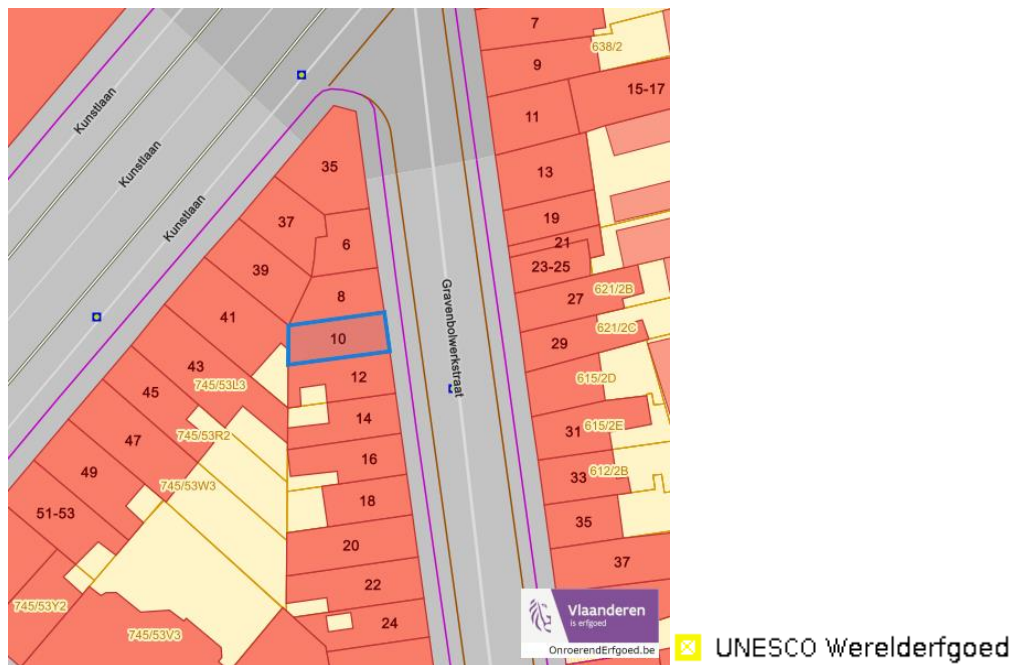 7
638/2
9
15-17
Kunstlaan
11
Kunstlaan
35
13
Kunstlaan
37
19
6
21
39
23-25
8
27
621/2B
41
Gravenbolwerkstraat
10
621/2C
29
43
12
745/53L3
615/2D
45
14
615/2E
31
745/53R2
47
16
612/2B
33
49
745/53W3
18
35
51-53
20
37
22
745/53Y2
24
Vlaanderen
is erfgoed
745/53V3
OnroerendErfgoed.be
UNESCO Werelderfgoed